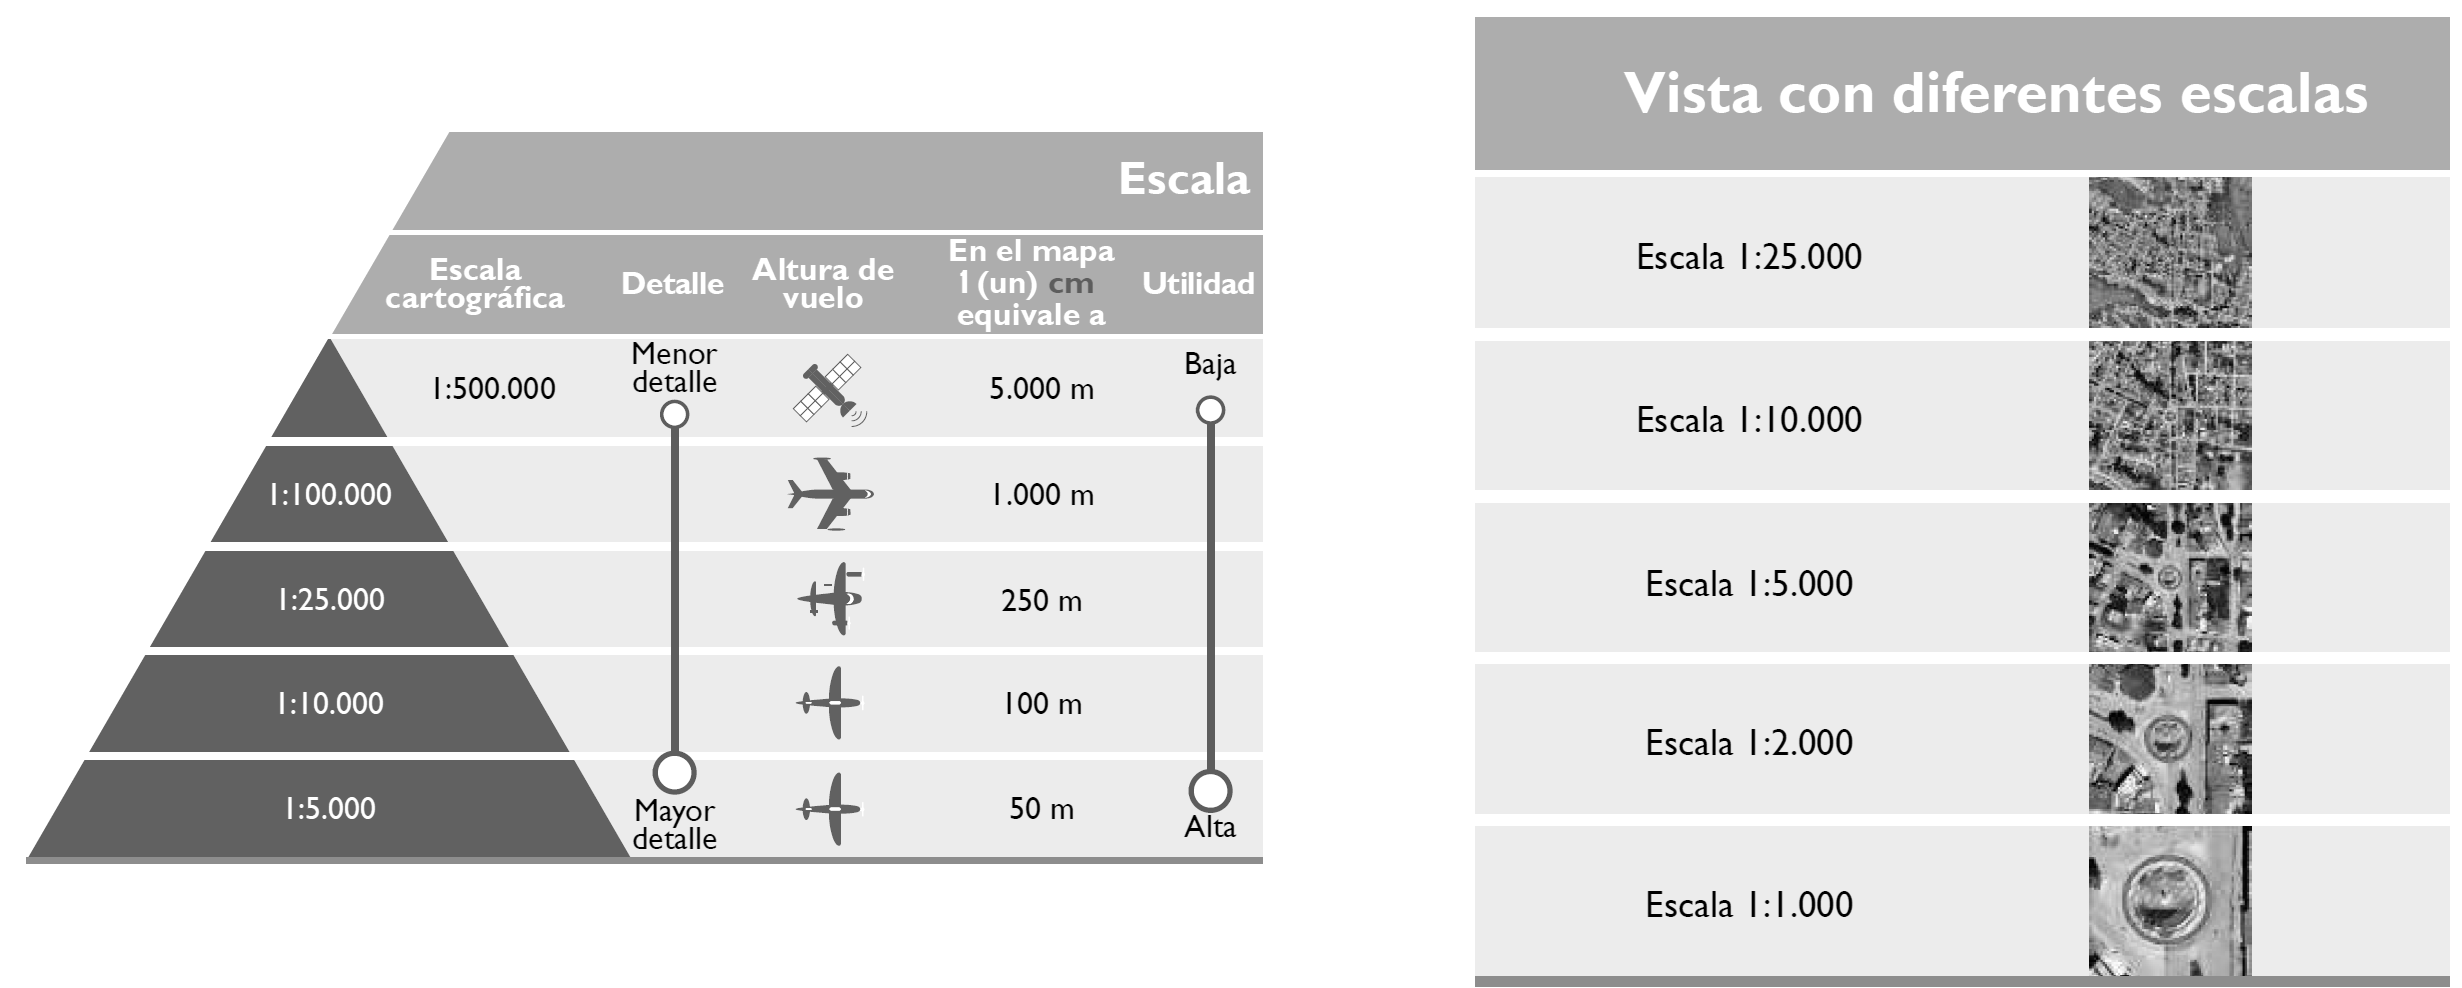 Escala
Escala
cartográfica
Detalle
Altura de
vuelo
En el mapa
1 (un) cm
equivale a
Utilidad
1:500.000
Menor
detalle
5.000 m
Baja
1:100.000
1.000 m
1:25.000
250 m
1:10.000
100 m
1:5.000
Mayor
detalle
50 m
Alta
Vista con diferentes escalas
Escala 1:25.000
Escala 1:10.000
Escala 1:5.000
Escala 1:2.000
Escala 1:1.000